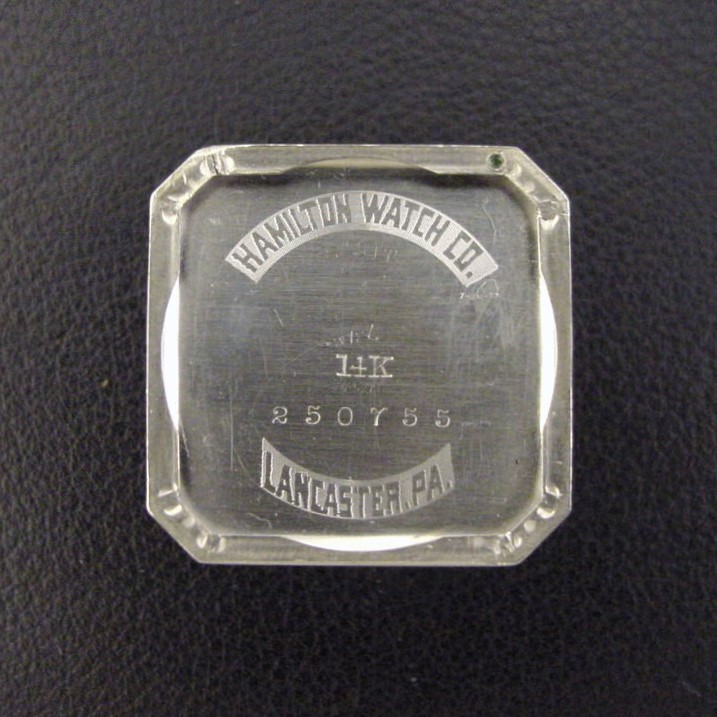 HAMILTON WATCH CO.
14K
250755
LANCASTER, PA.